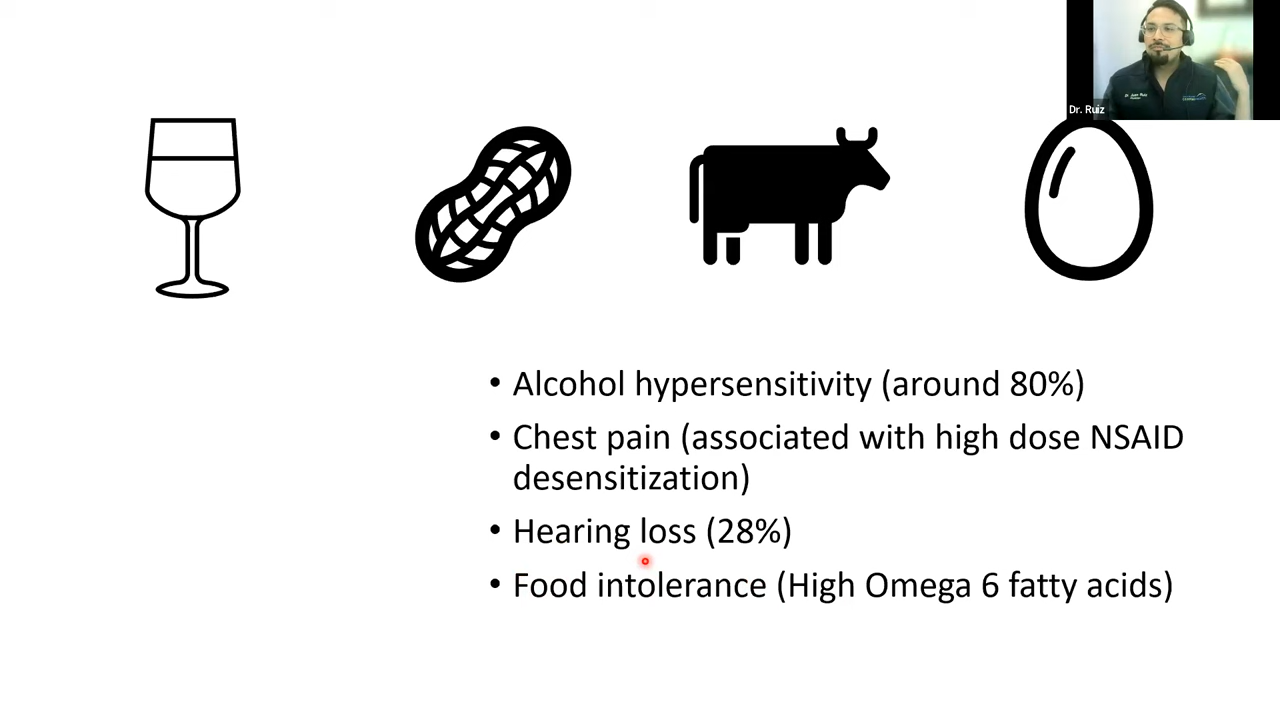 Dr. Ruiz
• Alcohol hypersensitivity (around 80%)
• Chest pain (associated with high dose NSAID
desensitization)
• Hearing loss (28%)
• Food intolerance (High Omega 6 fatty acids)